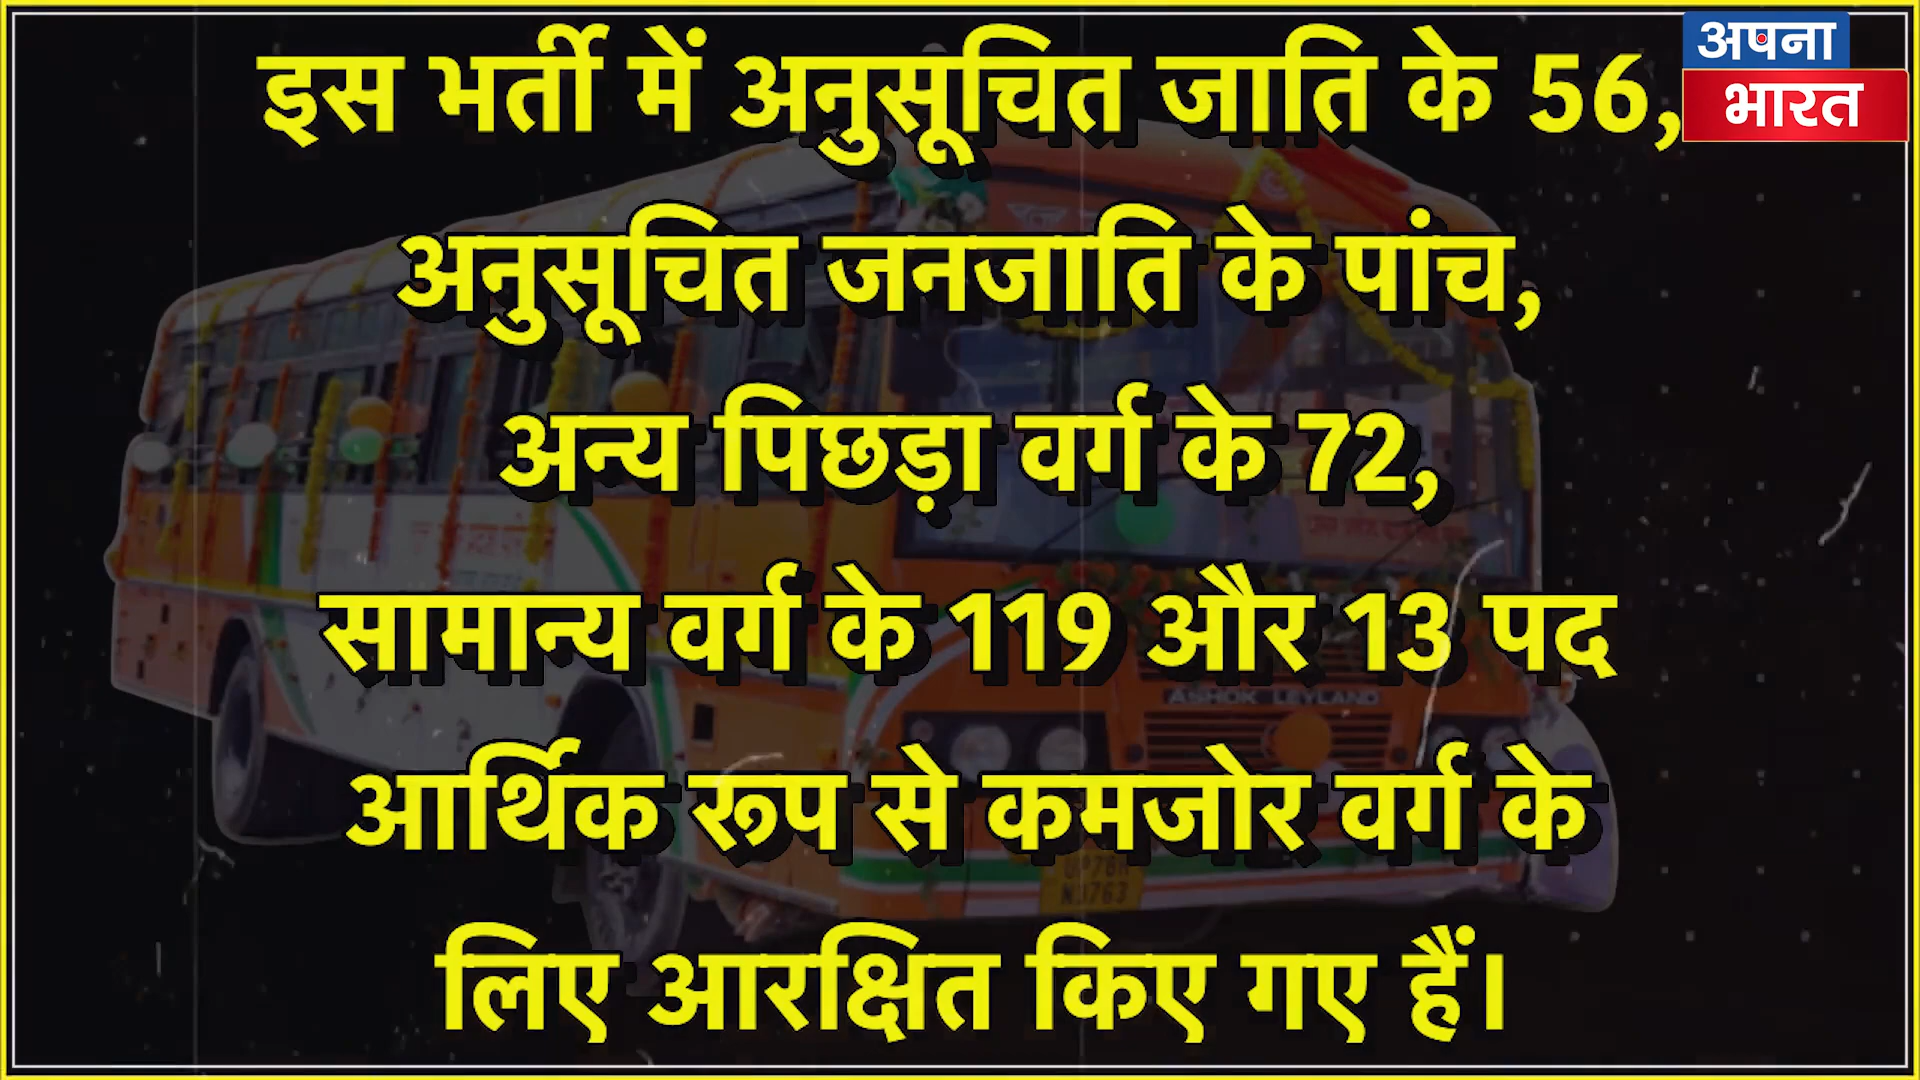 इस भर्ती में अनुसूचित जाति के 56,
अपना
भारत
अनुसूचित जनजाति के पांच,
अन्य पिछड़ा वर्ग के 72,
सामान्य वर्ग के 119 और 13 पद
ASHOK LEYLAND
आर्थिक रूप से कमजोर वर्ग के
लिए आरक्षित किए गए हैं।